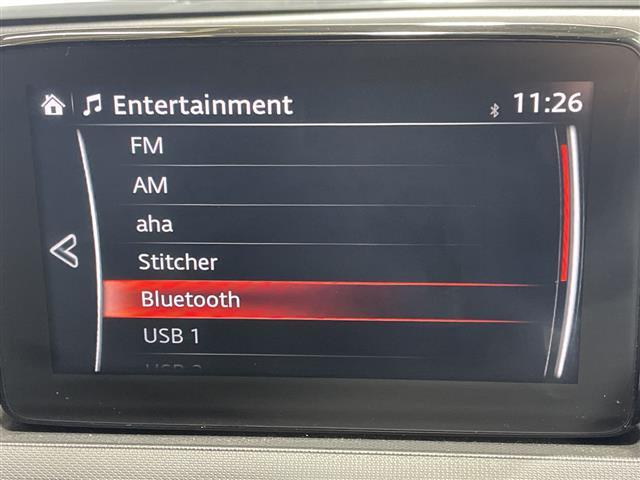 Entertainment 11:26
FM
AM
aha
Stitcher
Bluetooth
USB 1